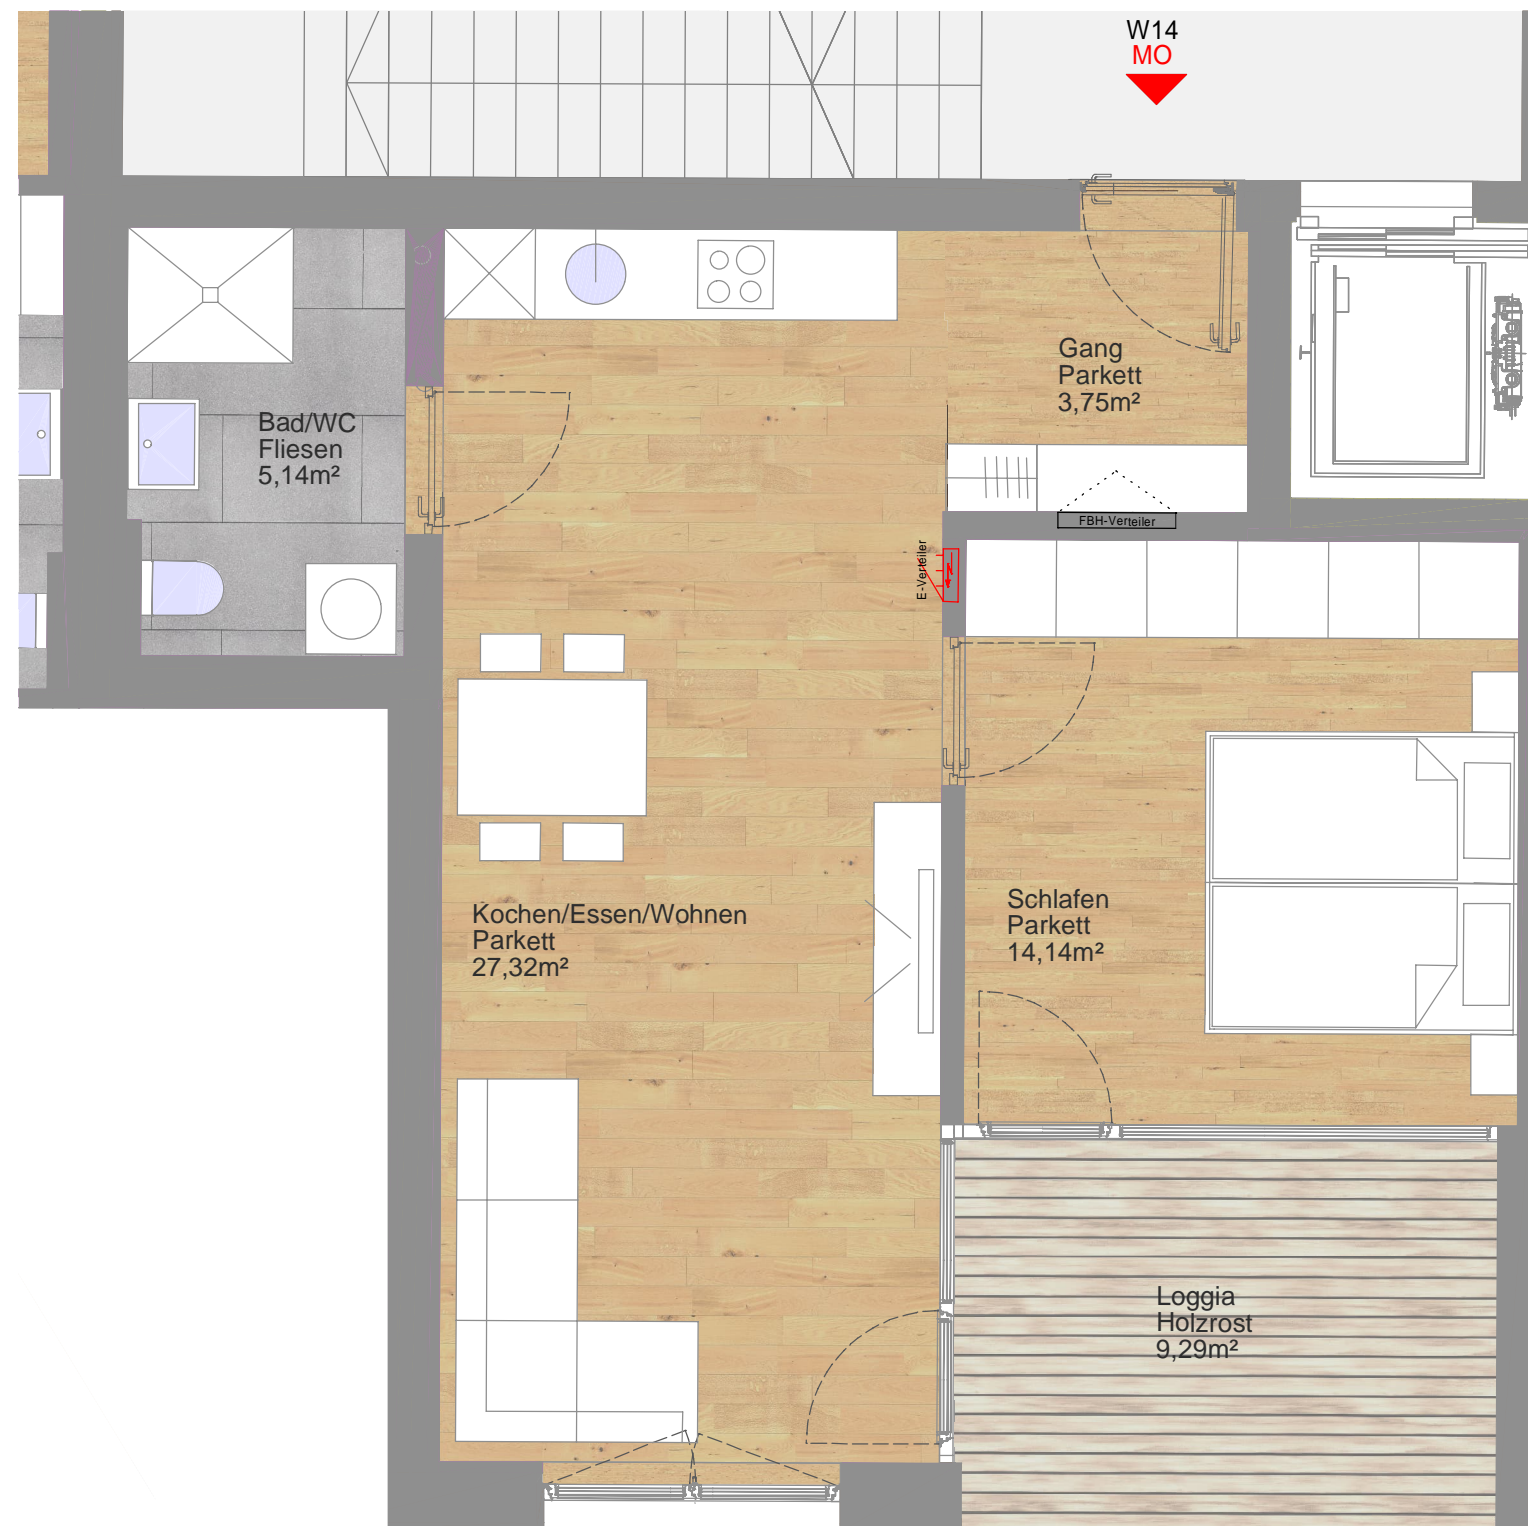 W14
MO
Gang
Parkett
3,75m²
Bad/WC
Fliesen
5,14m²
FBH-Verteiler
E-Verteiler
Schlafen
Parkett
14,14m²
Kochen/Essen/Wohnen
Parkett
27,32m²
Loggia
Holzrost
9,29m²